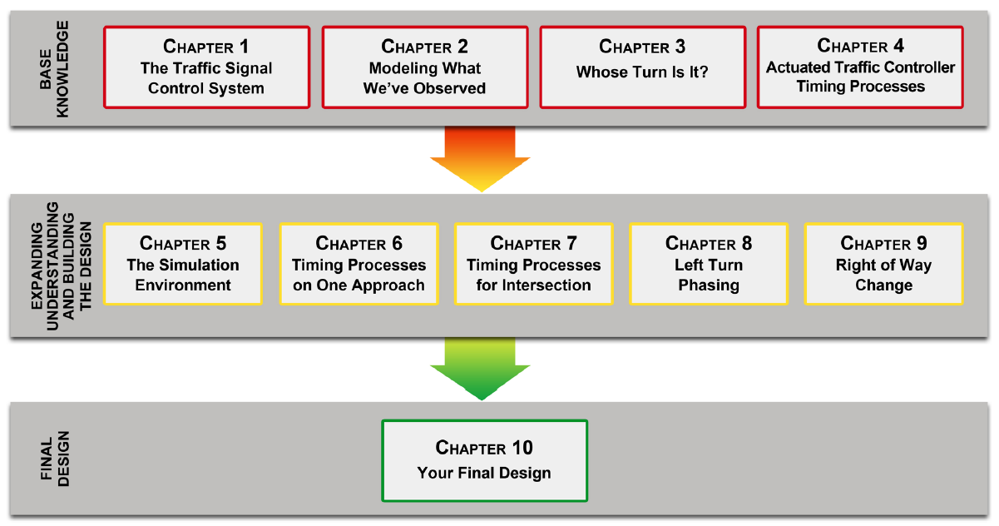 BASE
KNOWLEDGE
CHAPTER 1
The Traffic Signal
Control System
CHAPTER 2
Modeling What
We've Observed
CHAPTER 3
Whose Turn Is It?
CHAPTER 4
Actuated Traffic Controller
Timing Processes
EXPANDING
UNDERSTANDING
AND BUILDING
THE DESIGN
CHAPTER 5
The Simulation
Environment
CHAPTER 6
Timing Processes
on One Approach
CHAPTER 7
Timing Processes
for Intersection
CHAPTER 8
Left Turn
Phasing
CHAPTER 9
Right of Way
Change
FINAL
DESIGN
CHAPTER 10
Your Final Design